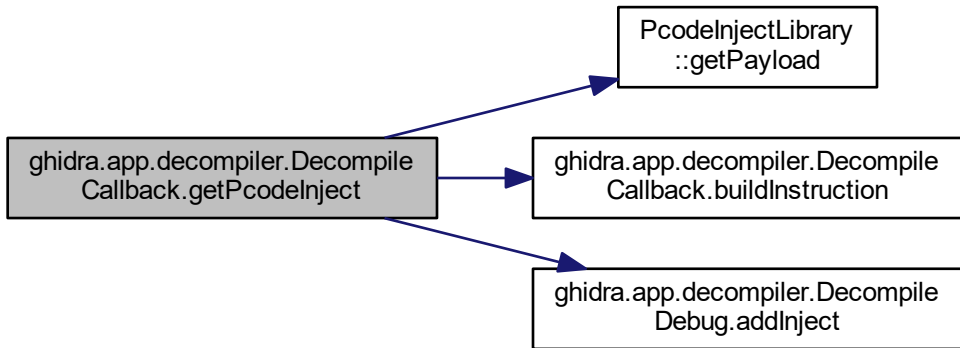 PcodeInjectLibrary
::getPayload
ghidra.app.decompiler.Decompile
Callback.getPcodeInject
ghidra.app.decompiler.Decompile
Callback.buildInstruction
ghidra.app.decompiler.Decompile
Debug.addInject